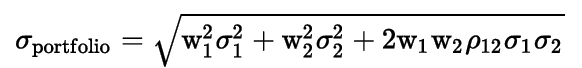 σ_portfolio = √(w₁²σ₁² + w₂²σ₂² + 2w₁w₂ρ₁₂σ₁σ₂)